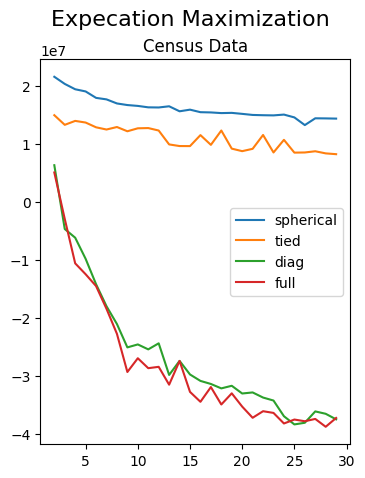 Expecation Maximization
Census Data
1e7
2
1
0
−1
−2
−3
−4
spherical
tied
diag
full
5 10 15 20 25 30